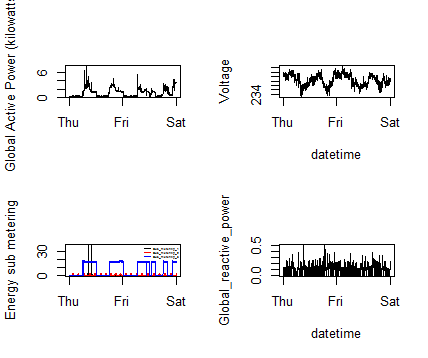 Global Active Power (kilowatt
0 6
Thu Fri Sat
Voltage
234
Thu Fri Sat
datetime
Energy sub metering
0 30
Thu Fri Sat
Global_reactive_power
0.0 0.5
Thu Fri Sat
datetime